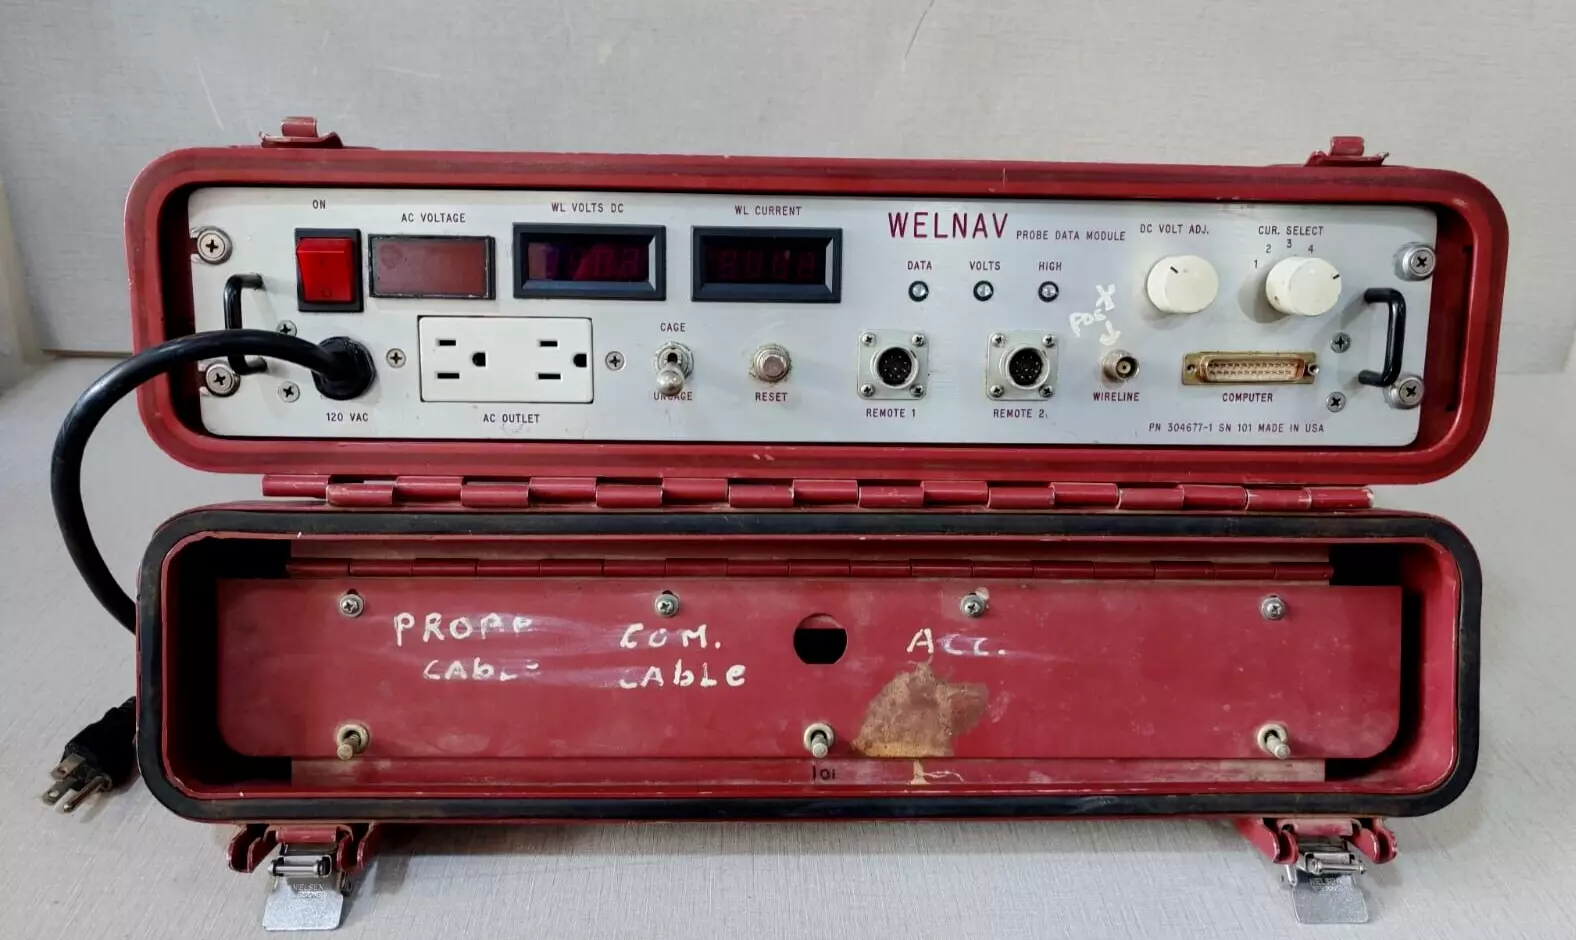 ON
AC VOLTAGE
WL VOLTS DC
WL CURRENT
WELNAV PROBE DATA MODULE
DC VOLT ADJ.
CUR. SELECT
1 2 3 4
DATA
VOLTS
HIGH
CAGE
UNCAGE
RESET
REMOTE 1
REMOTE 2
WIRELINE
COMPUTER
120 VAC
AC OUTLET
PN 304677-1 SN 101 MADE IN USA
PROBE
CABLE
COM.
CABLE
ACC.
101